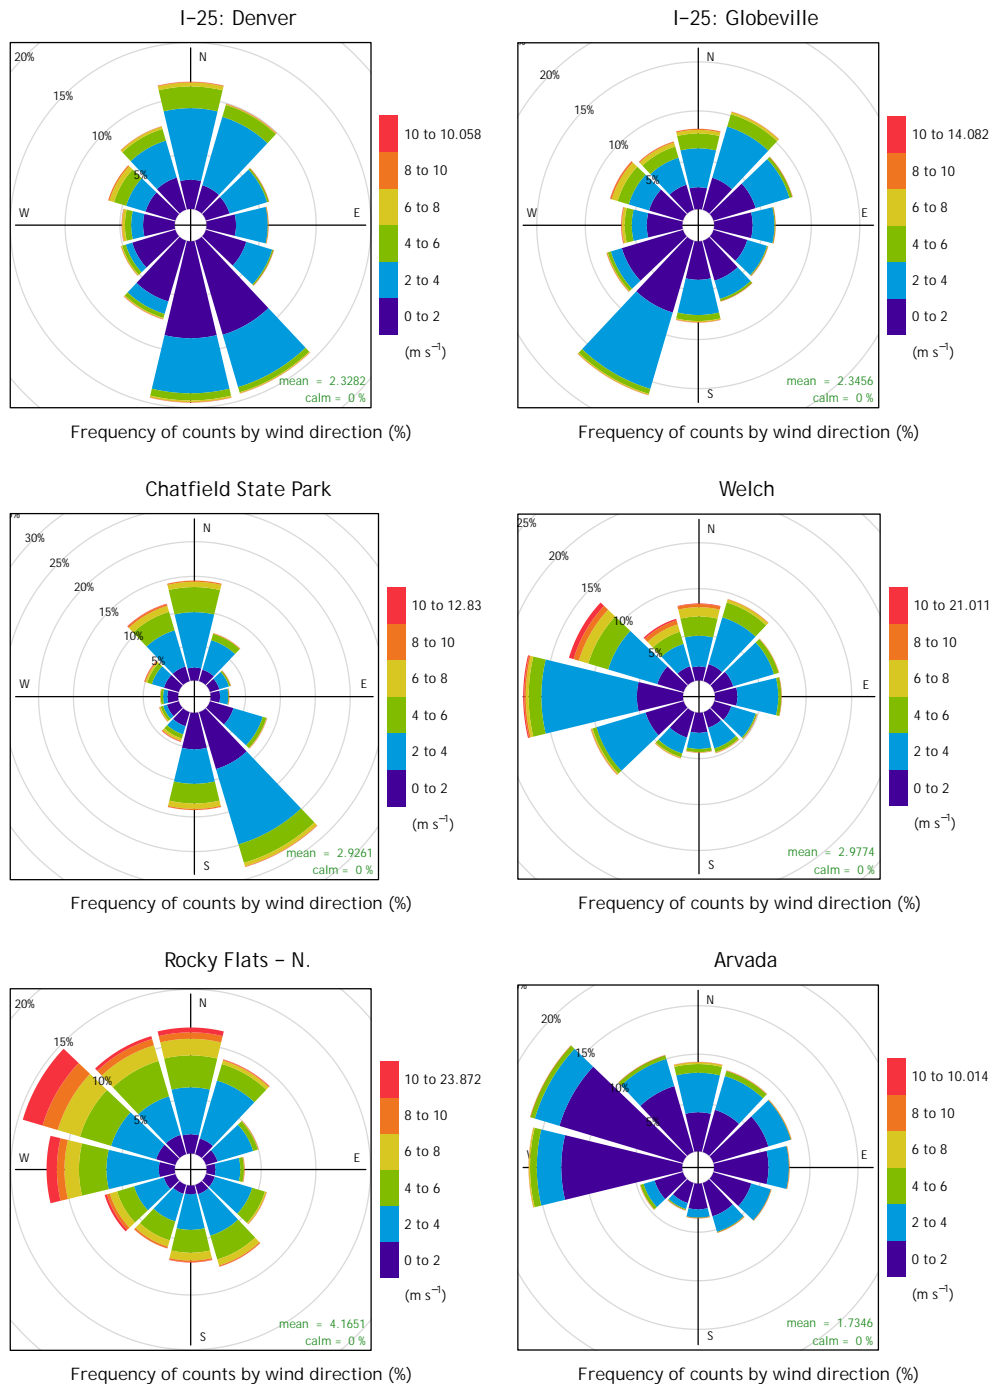 I-25: Denver
20%
15%
10%
5%
N
W
E
10 to 10.058
8 to 10
6 to 8
4 to 6
2 to 4
0 to 2
(m s⁻¹)
mean = 2.3282
calm = 0 %
Frequency of counts by wind direction (%)
I-25: Globeville
20%
15%
10%
5%
N
W
E
S
10 to 14.082
8 to 10
6 to 8
4 to 6
2 to 4
0 to 2
(m s⁻¹)
mean = 2.3456
calm = 0 %
Frequency of counts by wind direction (%)
Chatfield State Park
30%
25%
20%
15%
10%
5%
N
W
E
S
10 to 12.83
8 to 10
6 to 8
4 to 6
2 to 4
0 to 2
(m s⁻¹)
mean = 2.9261
calm = 0 %
Frequency of counts by wind direction (%)
Welch
25%
20%
15%
10%
5%
N
E
S
10 to 21.011
8 to 10
6 to 8
4 to 6
2 to 4
0 to 2
(m s⁻¹)
mean = 2.9774
calm = 0 %
Frequency of counts by wind direction (%)
Rocky Flats – N.
20%
15%
10%
5%
N
W
E
S
10 to 23.872
8 to 10
6 to 8
4 to 6
2 to 4
0 to 2
(m s⁻¹)
mean = 4.1651
calm = 0 %
Frequency of counts by wind direction (%)
Arvada
20%
15%
10%
5%
N
E
S
10 to 10.014
8 to 10
6 to 8
4 to 6
2 to 4
0 to 2
(m s⁻¹)
mean = 1.7346
calm = 0 %
Frequency of counts by wind direction (%)